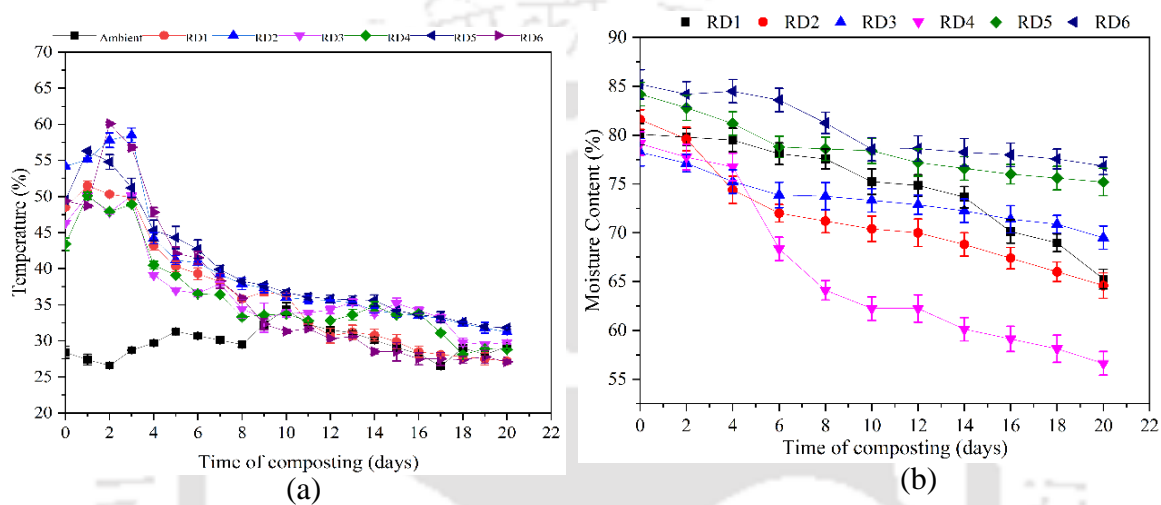 Ambient RD1 RD2 RD3 RD4 RD5 RD6
70
65
60
55
50
45
40
35
30
25
20
Temperature (%)
0 2 4 6 8 10 12 14 16 18 20 22
Time of composting (days)
(a)
RD1 RD2 RD3 RD4 RD5 RD6
90
85
80
75
70
65
60
55
Moisture Content (%)
0 2 4 6 8 10 12 14 16 18 20 22
Time of composting (days)
(b)